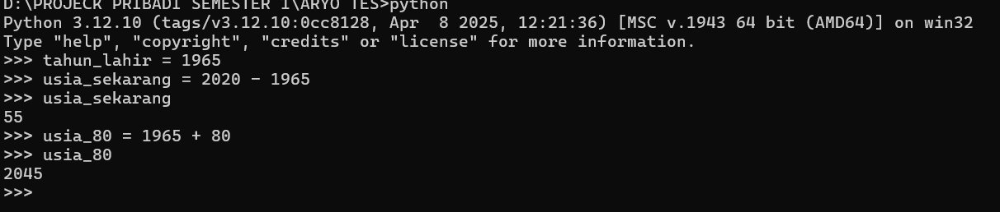 D:\PROJECK PRIBADI SEMESTER 1\ARYO TES>python
Python 3.12.10 (tags/v3.12.10:0cc8128, Apr  8 2025, 12:21:36) [MSC v.1943 64 bit (AMD64)] on win32
Type "help", "copyright", "credits" or "license" for more information.
>>> tahun_lahir = 1965
>>> usia_sekarang = 2020 - 1965
>>> usia_sekarang
55
>>> usia_80 = 1965 + 80
>>> usia_80
2045
>>>